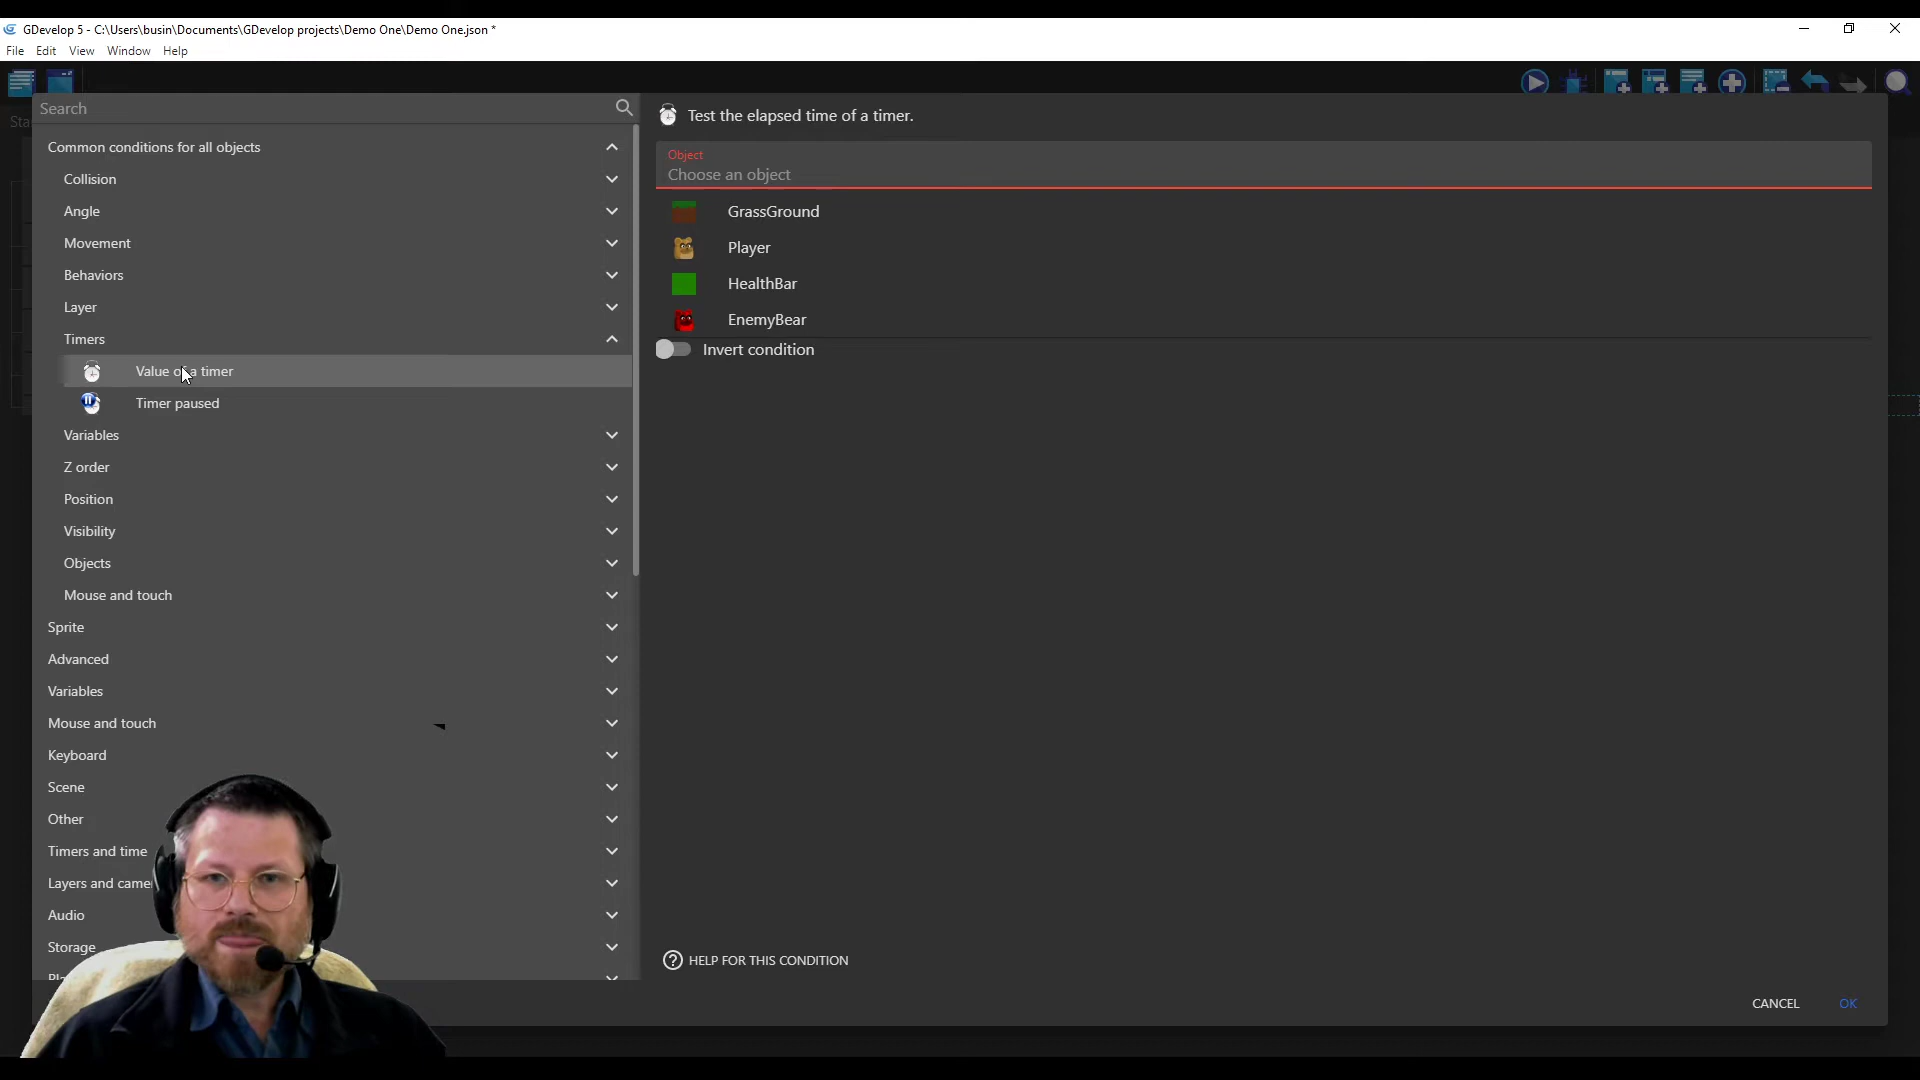 GDevelop 5 - C:\Users\busin\Documents\GDevelop projects\Demo One\Demo One.json *
File Edit View Window Help
Search
Common conditions for all objects
Collision
Angle
Movement
Behaviors
Layer
Timers
Value of a timer
Timer paused
Variables
Z order
Position
Visibility
Objects
Mouse and touch
Sprite
Advanced
Variables
Mouse and touch
Keyboard
Scene
Other
Timers and time
Layers and
Audio
Storage
Test the elapsed time of a timer.
Object
Choose an object
GrassGround
Player
HealthBar
EnemyBear
Invert condition
HELP FOR THIS CONDITION
CANCEL OK